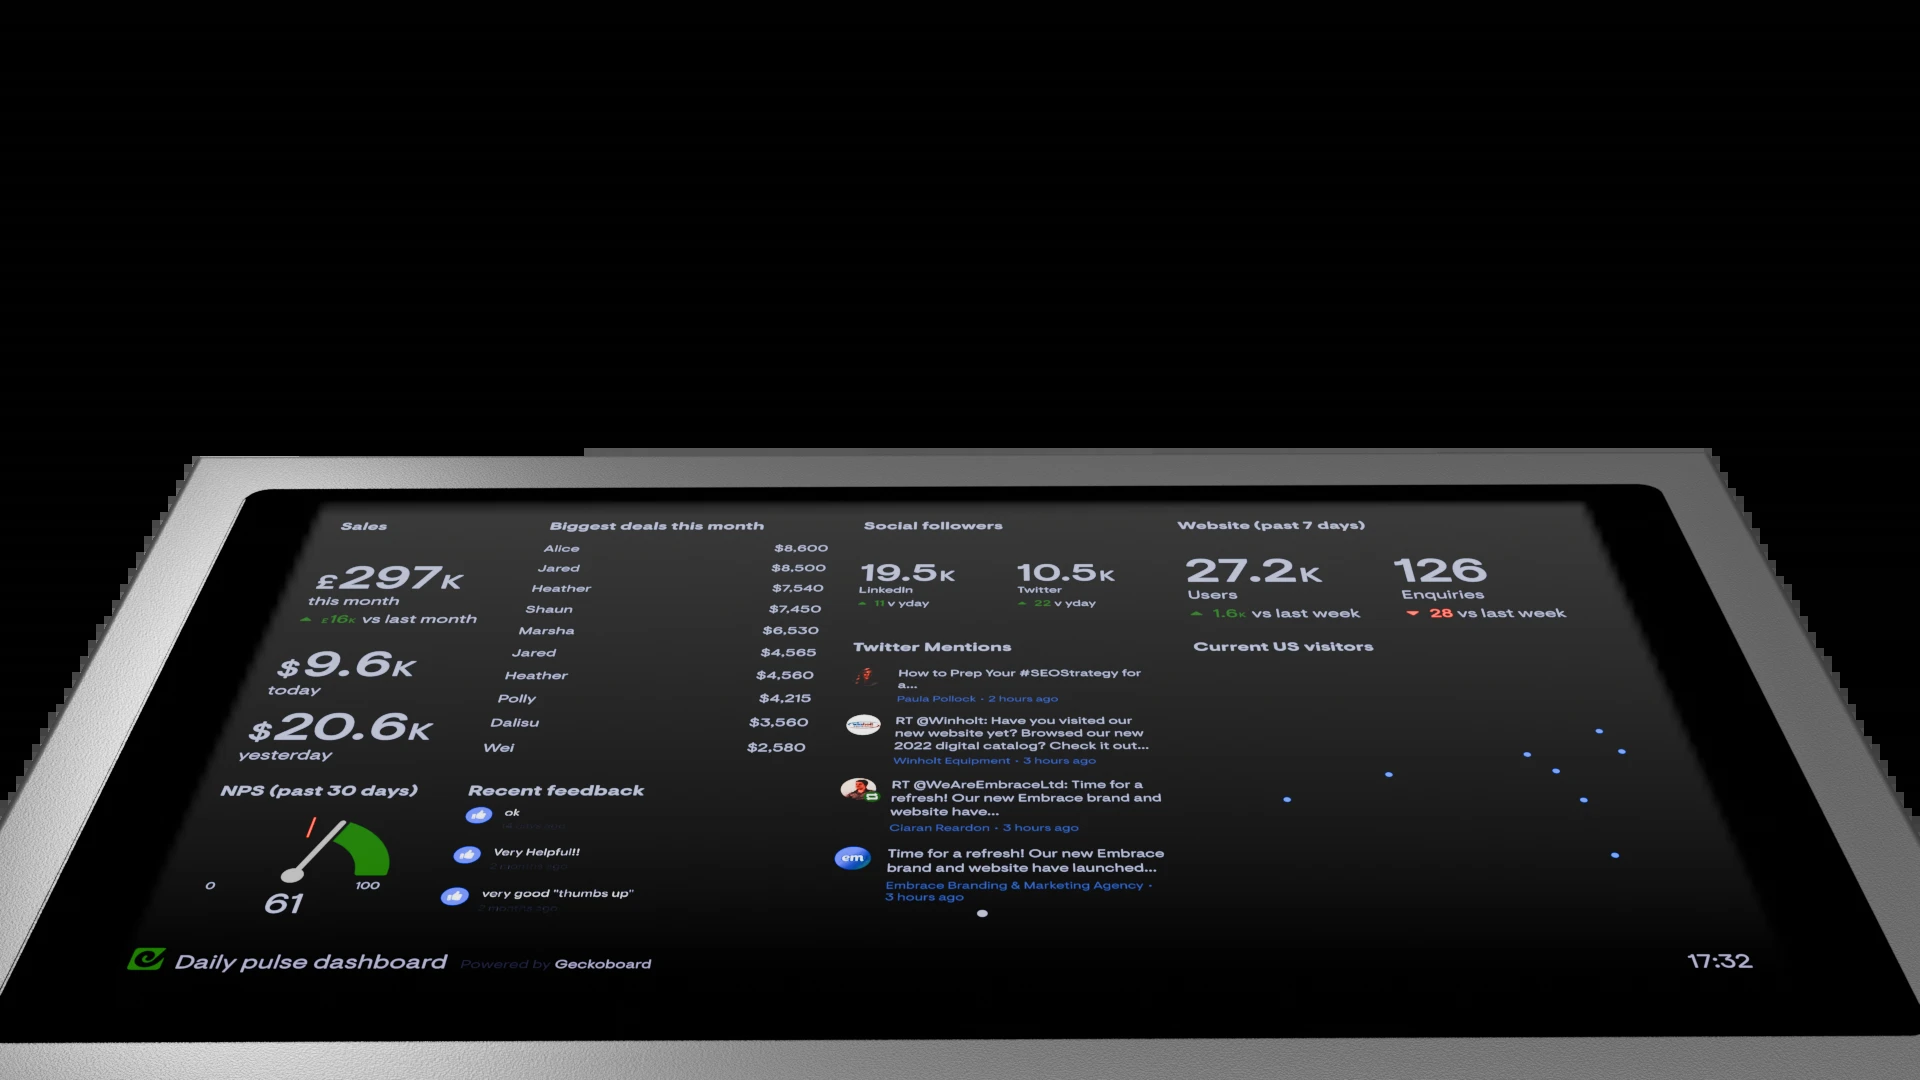 Sales
£297K
this month
£16K vs last month
$9.6K
today
$20.6K
yesterday
Biggest deals this month
Alice $8,600
Jared $8,500
Heather $7,540
Shaun $7,450
Marsha $6,530
Jared $4,565
Heather $4,560
Polly $4,215
Dalisu $3,560
Wei $2,580
NPS (past 30 days)
0
100
61
Recent feedback
ok
Very Helpful!!
2 months ago
very good "thumbs up"
2 months ago
Social followers
19.5K
LinkedIn
11 v yday
10.5K
Twitter
22 v yday
Twitter Mentions
How to Prep Your #SEOStrategy for
a...
Paula Pollock · 2 hours ago
RT @Winholt: Have you visited our
new website yet? Browsed our new
2022 digital catalog? Check it out...
Winholt Equipment · 3 hours ago
RT @WeAreEmbraceLtd: Time for a
refresh! Our new Embrace brand and
website have...
Ciaran Reardon · 3 hours ago
em
Time for a refresh! Our new Embrace
brand and website have launched...
Embrace Branding & Marketing Agency ·
3 hours ago
Website (past 7 days)
27.2K
Users
1.6K vs last week
126
Enquiries
28 vs last week
Current US visitors
Daily pulse dashboard Powered by Geckoboard
17:32